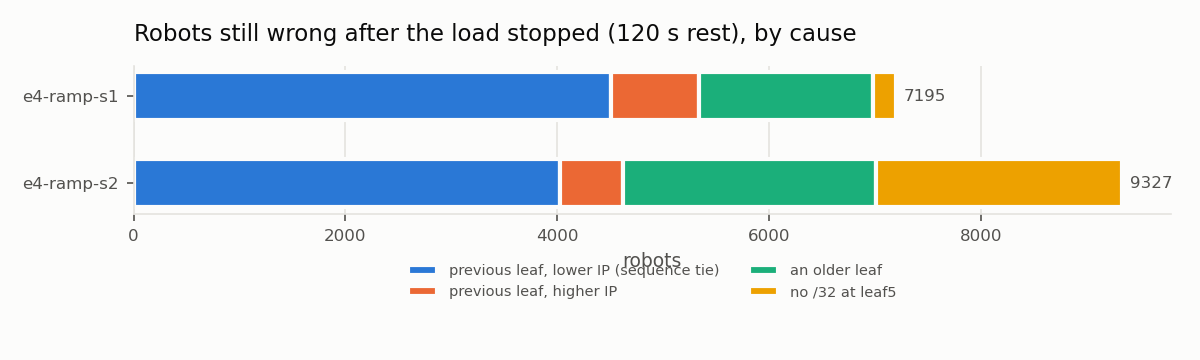 Robots still wrong after the load stopped (120 s rest), by cause
e4-ramp-s1
7195
e4-ramp-s2
9327
0 2000 4000 6000 8000
robots
previous leaf, lower IP (sequence tie)
an older leaf
previous leaf, higher IP
no /32 at leaf5